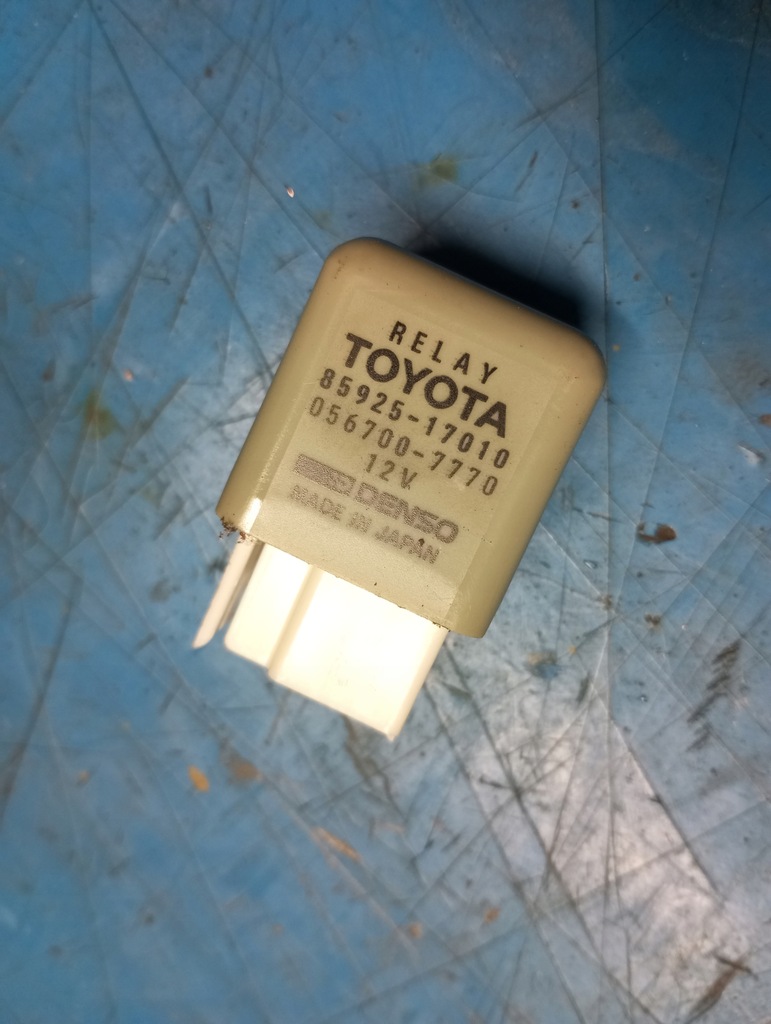 RELAY
TOYOTA
85925-17010
056700-7770
12V
DENSO
MADE IN JAPAN